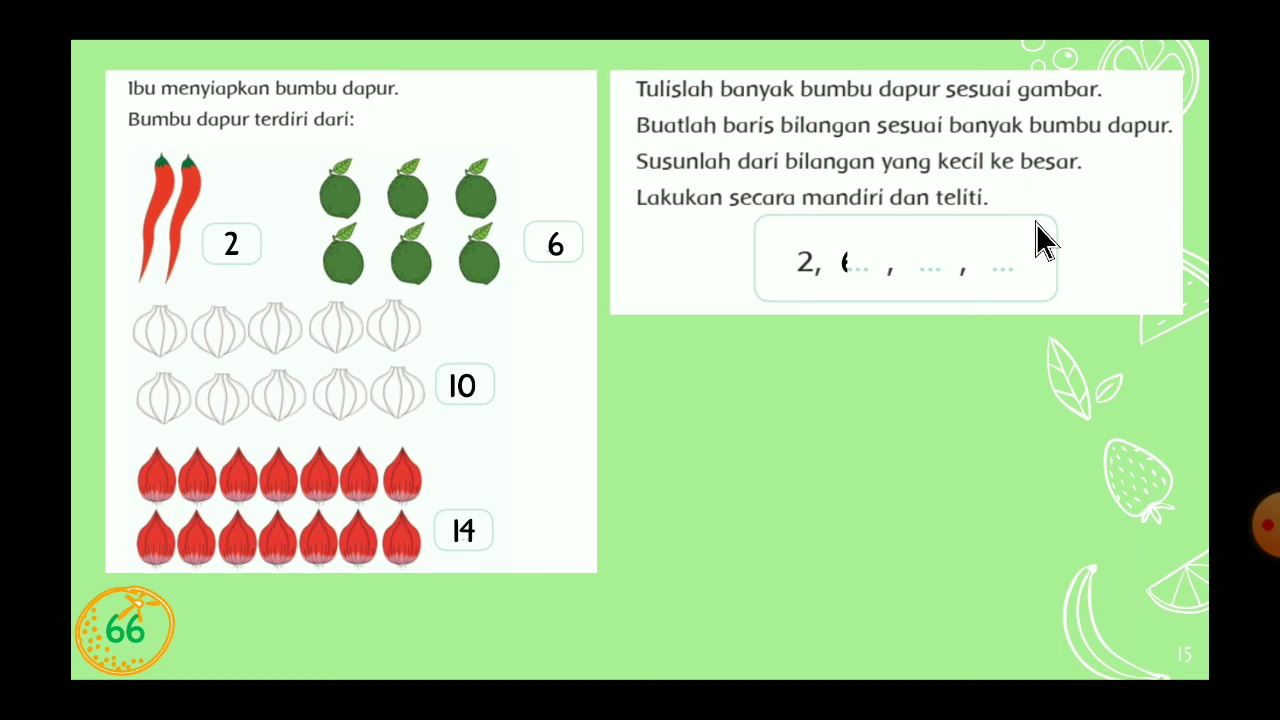 Ibu menyiapkan bumbu dapur.
Bumbu dapur terdiri dari:
2
6
10
14
66
Tulislah banyak bumbu dapur sesuai gambar.
Buatlah baris bilangan sesuai banyak bumbu dapur.
Susunlah dari bilangan yang kecil ke besar.
Lakukan secara mandiri dan teliti.
2, ... , ... , ...
15